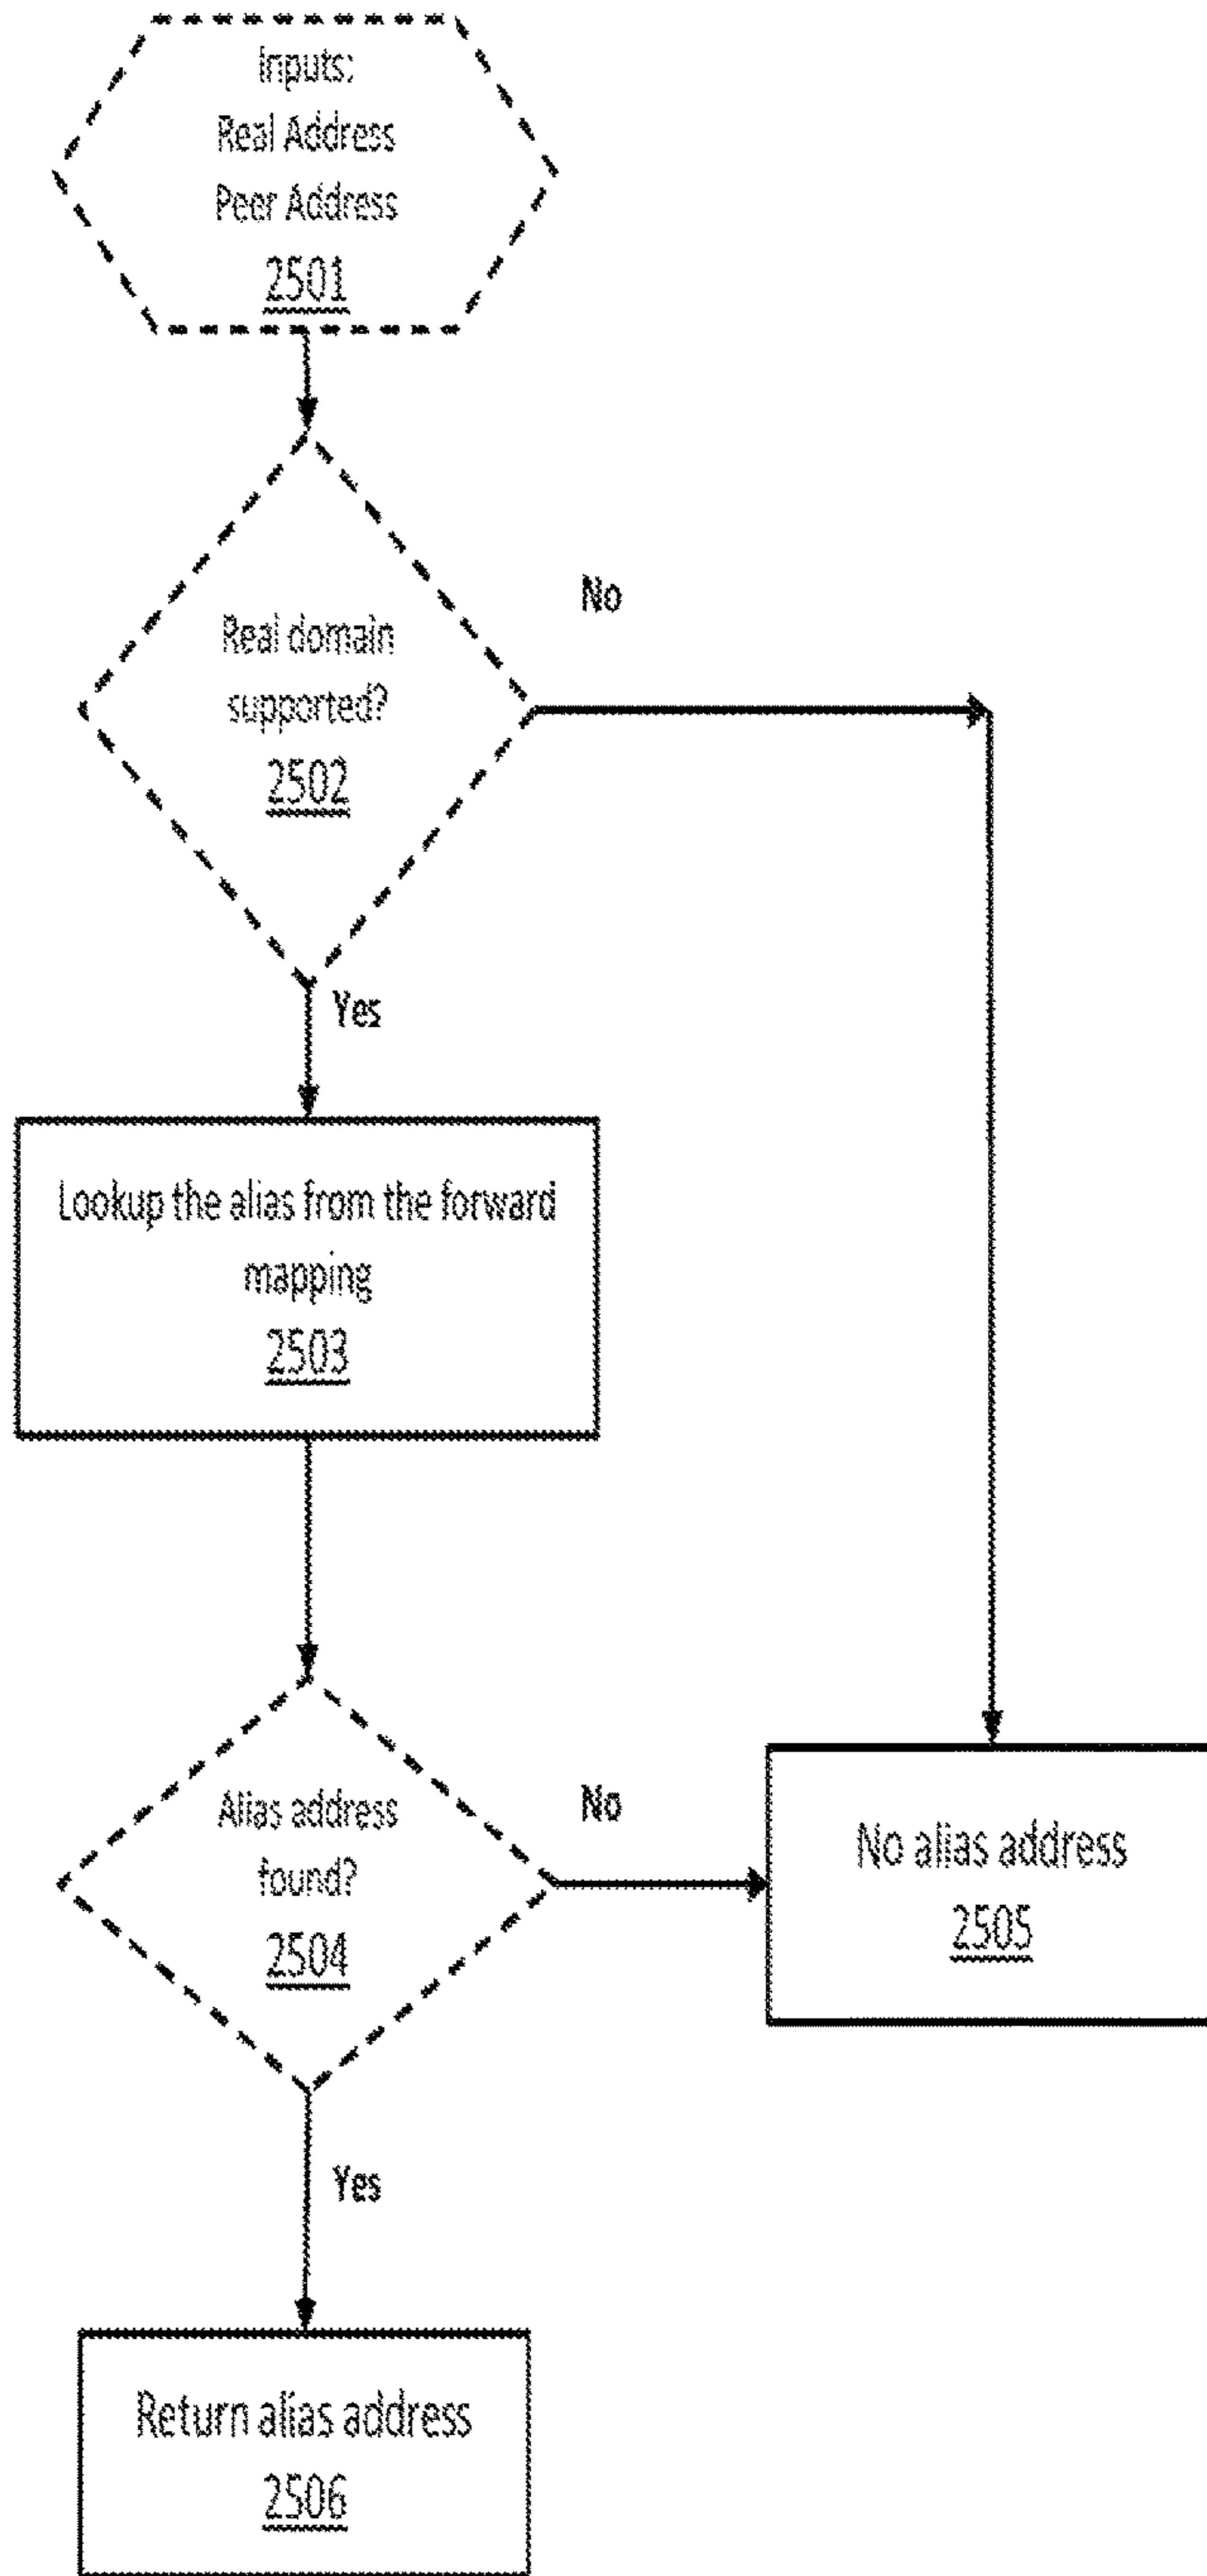 Inputs:
Real Address
Peer Address
2501
No
Real domain
supported?
2502
Yes
Lookup the alias from the forward
mapping
2503
Alias address
found?
2504
No
No alias address
2505
Yes
Return alias address
2506